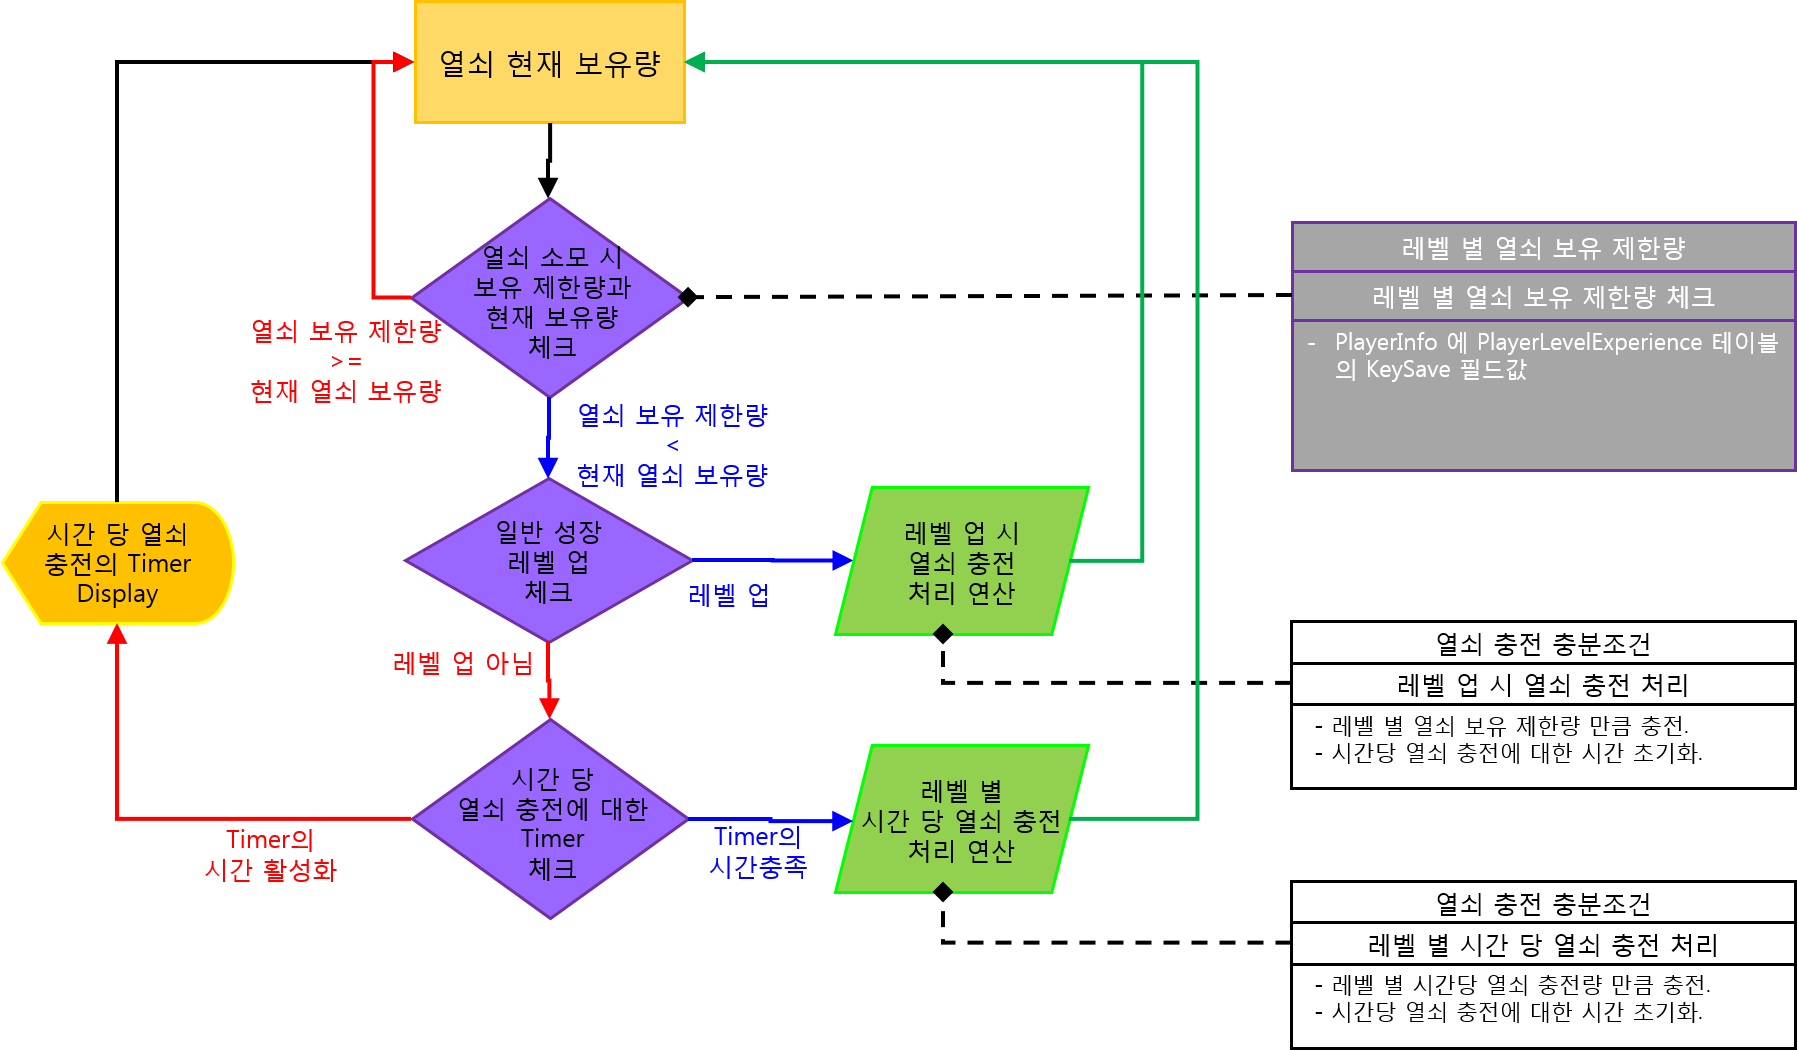 열쇠 현재 보유량
열쇠 소모 시
보유 제한량과
현재 보유량
체크
열쇠 보유 제한량
>=
현재 열쇠 보유량
열쇠 보유 제한량
<
현재 열쇠 보유량
레벨 별 열쇠 보유 제한량
레벨 별 열쇠 보유 제한량 체크
- PlayerInfo 에 PlayerLevelExperience 테이블
의 KeySave 필드값
시간 당 열쇠
충전의 Timer
Display
일반 성장
레벨 업
체크
레벨 업
레벨 업 시
열쇠 충전
처리 연산
레벨 업 아님
열쇠 충전 충분조건
레벨 업 시 열쇠 충전 처리
- 레벨 별 열쇠 보유 제한량 만큼 충전.
- 시간당 열쇠 충전에 대한 시간 초기화.
시간 당
열쇠 충전에 대한
Timer
체크
Timer의
시간 활성화
Timer의
시간충족
레벨 별
시간 당 열쇠 충전
처리 연산
열쇠 충전 충분조건
레벨 별 시간 당 열쇠 충전 처리
- 레벨 별 시간당 열쇠 충전량 만큼 충전.
- 시간당 열쇠 충전에 대한 시간 초기화.